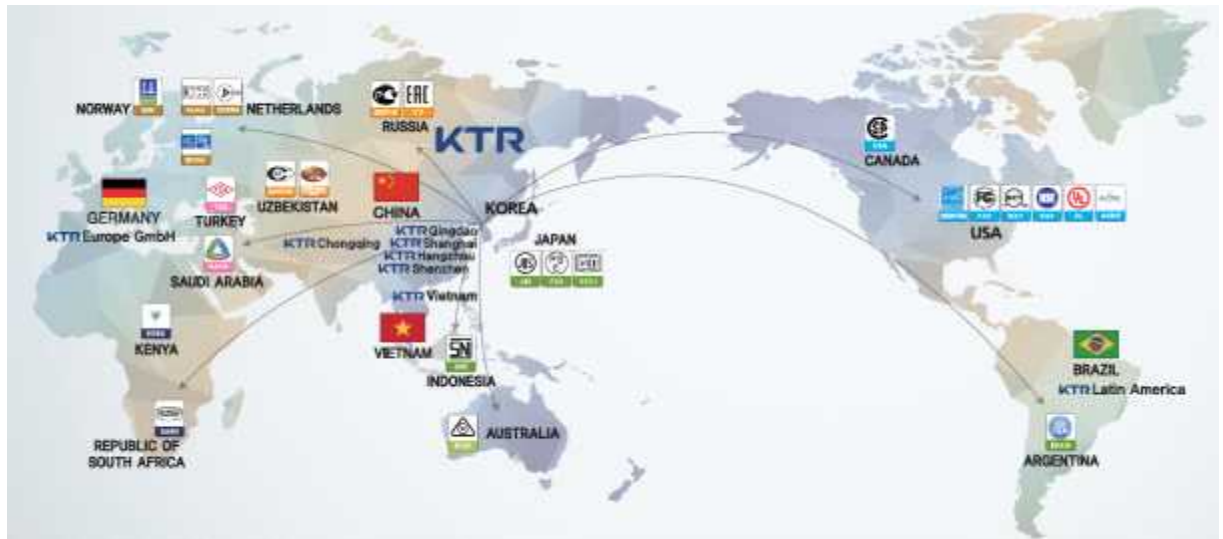 NORWAY
NETHERLANDS
EAC
RUSSIA
KTR
CANADA
GERMANY
KTR Europe GmbH
TURKEY
UZBEKISTAN
CHINA
KOREA
USA
KTR Chongqing
KTR Qingdao
KTR Shanghai
KTR Hangzhou
KTR Shenzhen
JAPAN
SAUDI ARABIA
KTR Vietnam
KENYA
VIETNAM
SNI
INDONESIA
BRAZIL
KTR Latin America
REPUBLIC OF
SOUTH AFRICA
AUSTRALIA
ARGENTINA